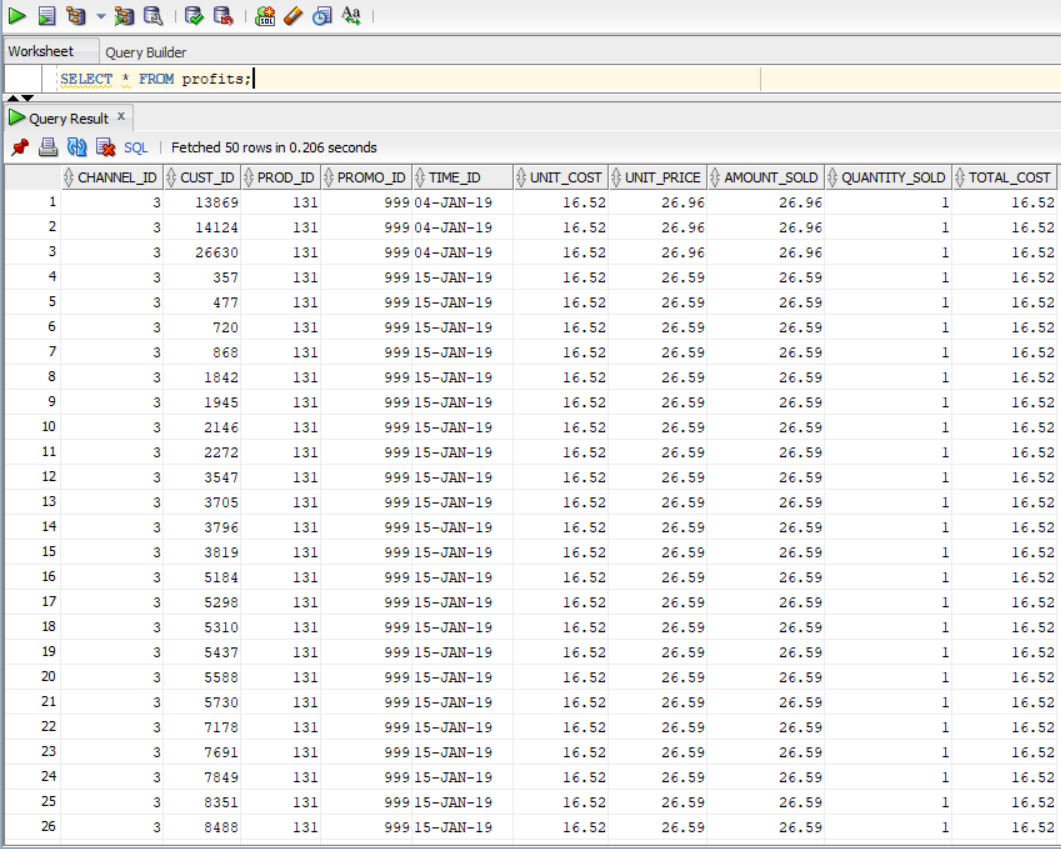 Worksheet Query Builder
SELECT * FROM profits;
Query Result x
SQL | Fetched 50 rows in 0.206 seconds
CHANNEL_ID CUST_ID PROD_ID PROMO_ID TIME_ID UNIT_COST UNIT_PRICE AMOUNT_SOLD QUANTITY_SOLD TOTAL_COST
1 3 13869 131 999 04-JAN-19 16.52 26.96 26.96 1 16.52
2 3 14124 131 999 04-JAN-19 16.52 26.96 26.96 1 16.52
3 3 26630 131 999 04-JAN-19 16.52 26.96 26.96 1 16.52
4 3 357 131 999 15-JAN-19 16.52 26.59 26.59 1 16.52
5 3 477 131 999 15-JAN-19 16.52 26.59 26.59 1 16.52
6 3 720 131 999 15-JAN-19 16.52 26.59 26.59 1 16.52
7 3 868 131 999 15-JAN-19 16.52 26.59 26.59 1 16.52
8 3 1842 131 999 15-JAN-19 16.52 26.59 26.59 1 16.52
9 3 1945 131 999 15-JAN-19 16.52 26.59 26.59 1 16.52
10 3 2146 131 999 15-JAN-19 16.52 26.59 26.59 1 16.52
11 3 2272 131 999 15-JAN-19 16.52 26.59 26.59 1 16.52
12 3 3547 131 999 15-JAN-19 16.52 26.59 26.59 1 16.52
13 3 3705 131 999 15-JAN-19 16.52 26.59 26.59 1 16.52
14 3 3796 131 999 15-JAN-19 16.52 26.59 26.59 1 16.52
15 3 3819 131 999 15-JAN-19 16.52 26.59 26.59 1 16.52
16 3 5184 131 999 15-JAN-19 16.52 26.59 26.59 1 16.52
17 3 5298 131 999 15-JAN-19 16.52 26.59 26.59 1 16.52
18 3 5310 131 999 15-JAN-19 16.52 26.59 26.59 1 16.52
19 3 5437 131 999 15-JAN-19 16.52 26.59 26.59 1 16.52
20 3 5588 131 999 15-JAN-19 16.52 26.59 26.59 1 16.52
21 3 5730 131 999 15-JAN-19 16.52 26.59 26.59 1 16.52
22 3 7178 131 999 15-JAN-19 16.52 26.59 26.59 1 16.52
23 3 7691 131 999 15-JAN-19 16.52 26.59 26.59 1 16.52
24 3 7849 131 999 15-JAN-19 16.52 26.59 26.59 1 16.52
25 3 8351 131 999 15-JAN-19 16.52 26.59 26.59 1 16.52
26 3 8488 131 999 15-JAN-19 16.52 26.59 26.59 1 16.52